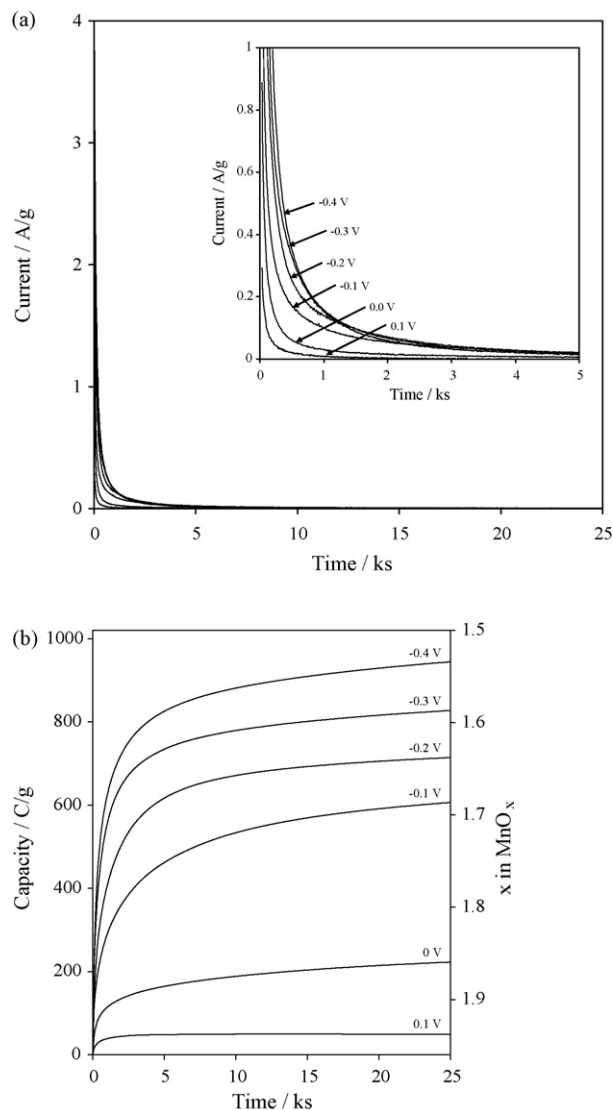 (a)
4
3
2
1
0
Current / A/g
0 5 10 15 20 25
Time / ks
1
0.8
0.6
0.4
0.2
0
Current / A/g
-0.4 V
-0.3 V
-0.2 V
-0.1 V
0.0 V
0.1 V
0 1 2 3 4 5
Time / ks
(b)
1000
800
600
400
200
0
Capacity / C/g
-0.4 V
-0.3 V
-0.2 V
-0.1 V
0 V
0.1 V
1.5
1.6
1.7
1.8
1.9
x in MnOx
0 5 10 15 20 25
Time / ks